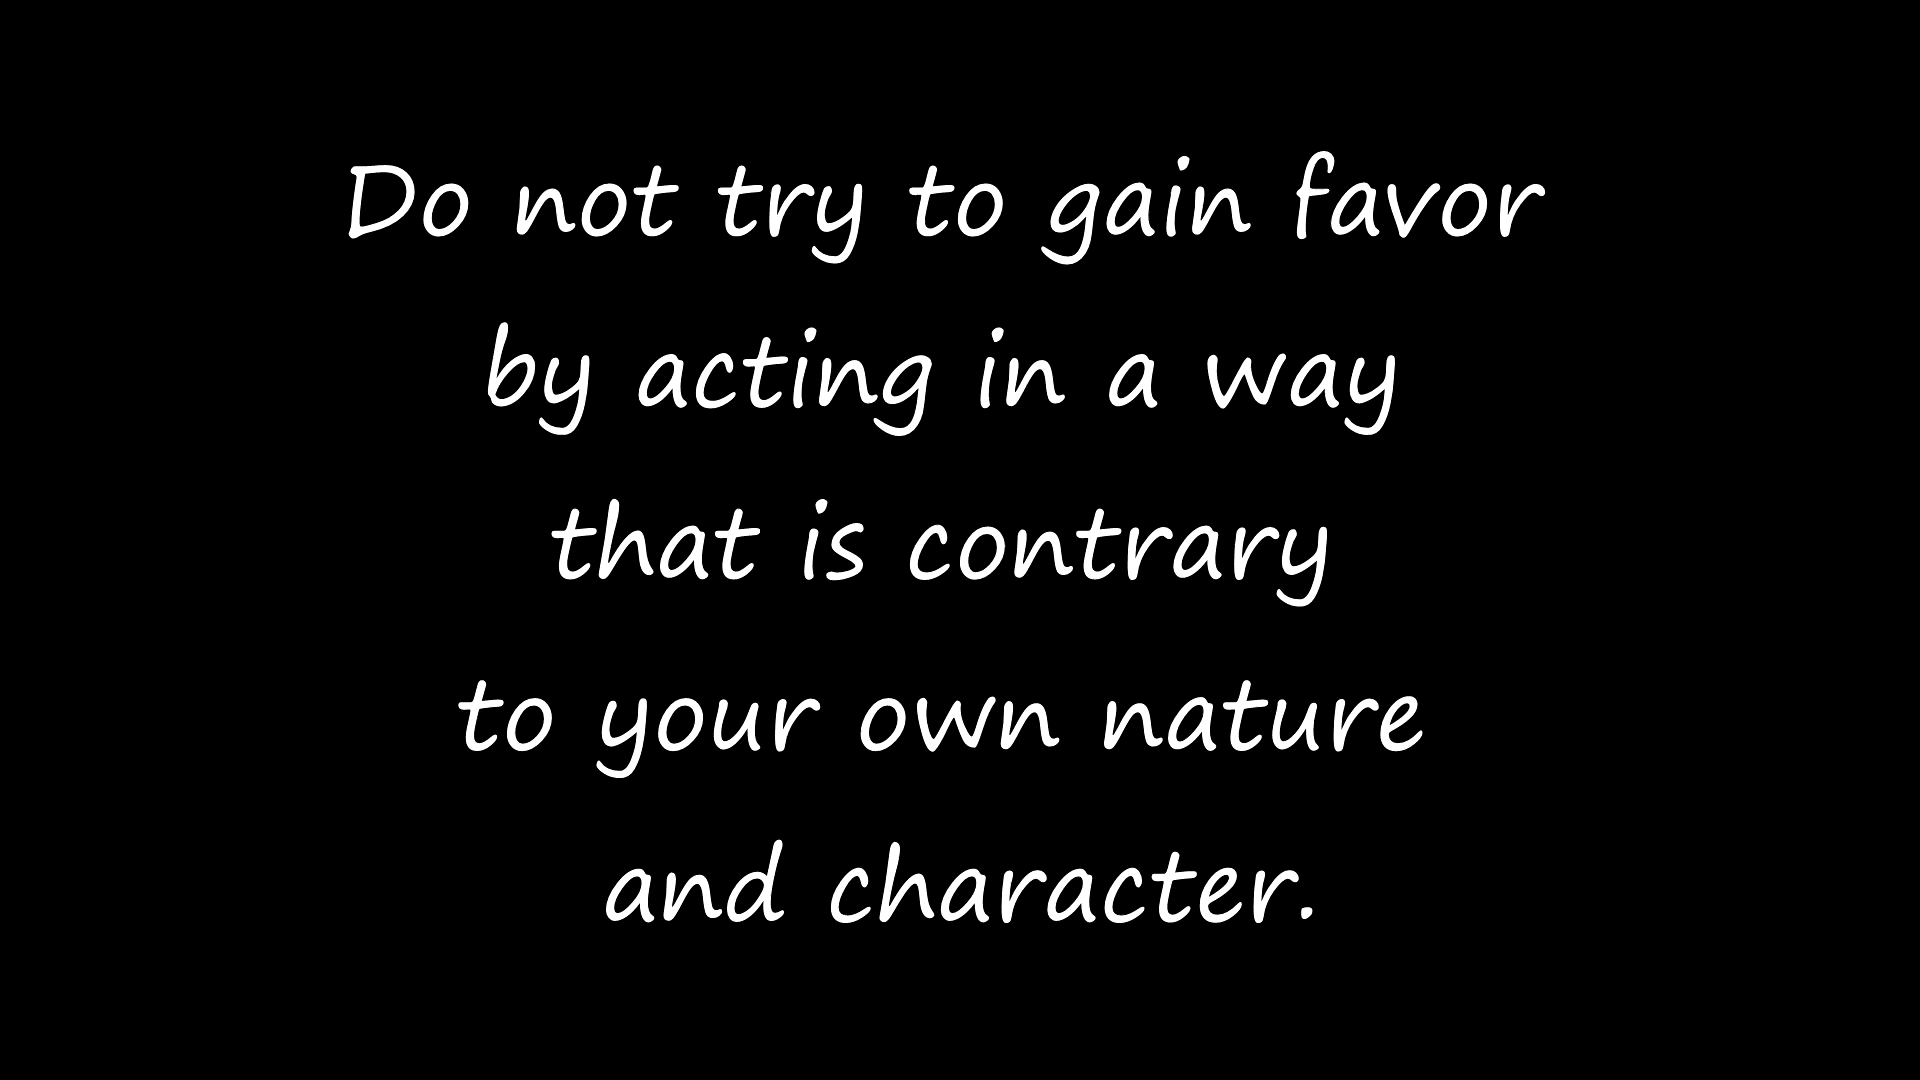 Do not try to gain favor
by acting in a way
that is contrary
to your own nature
and character.